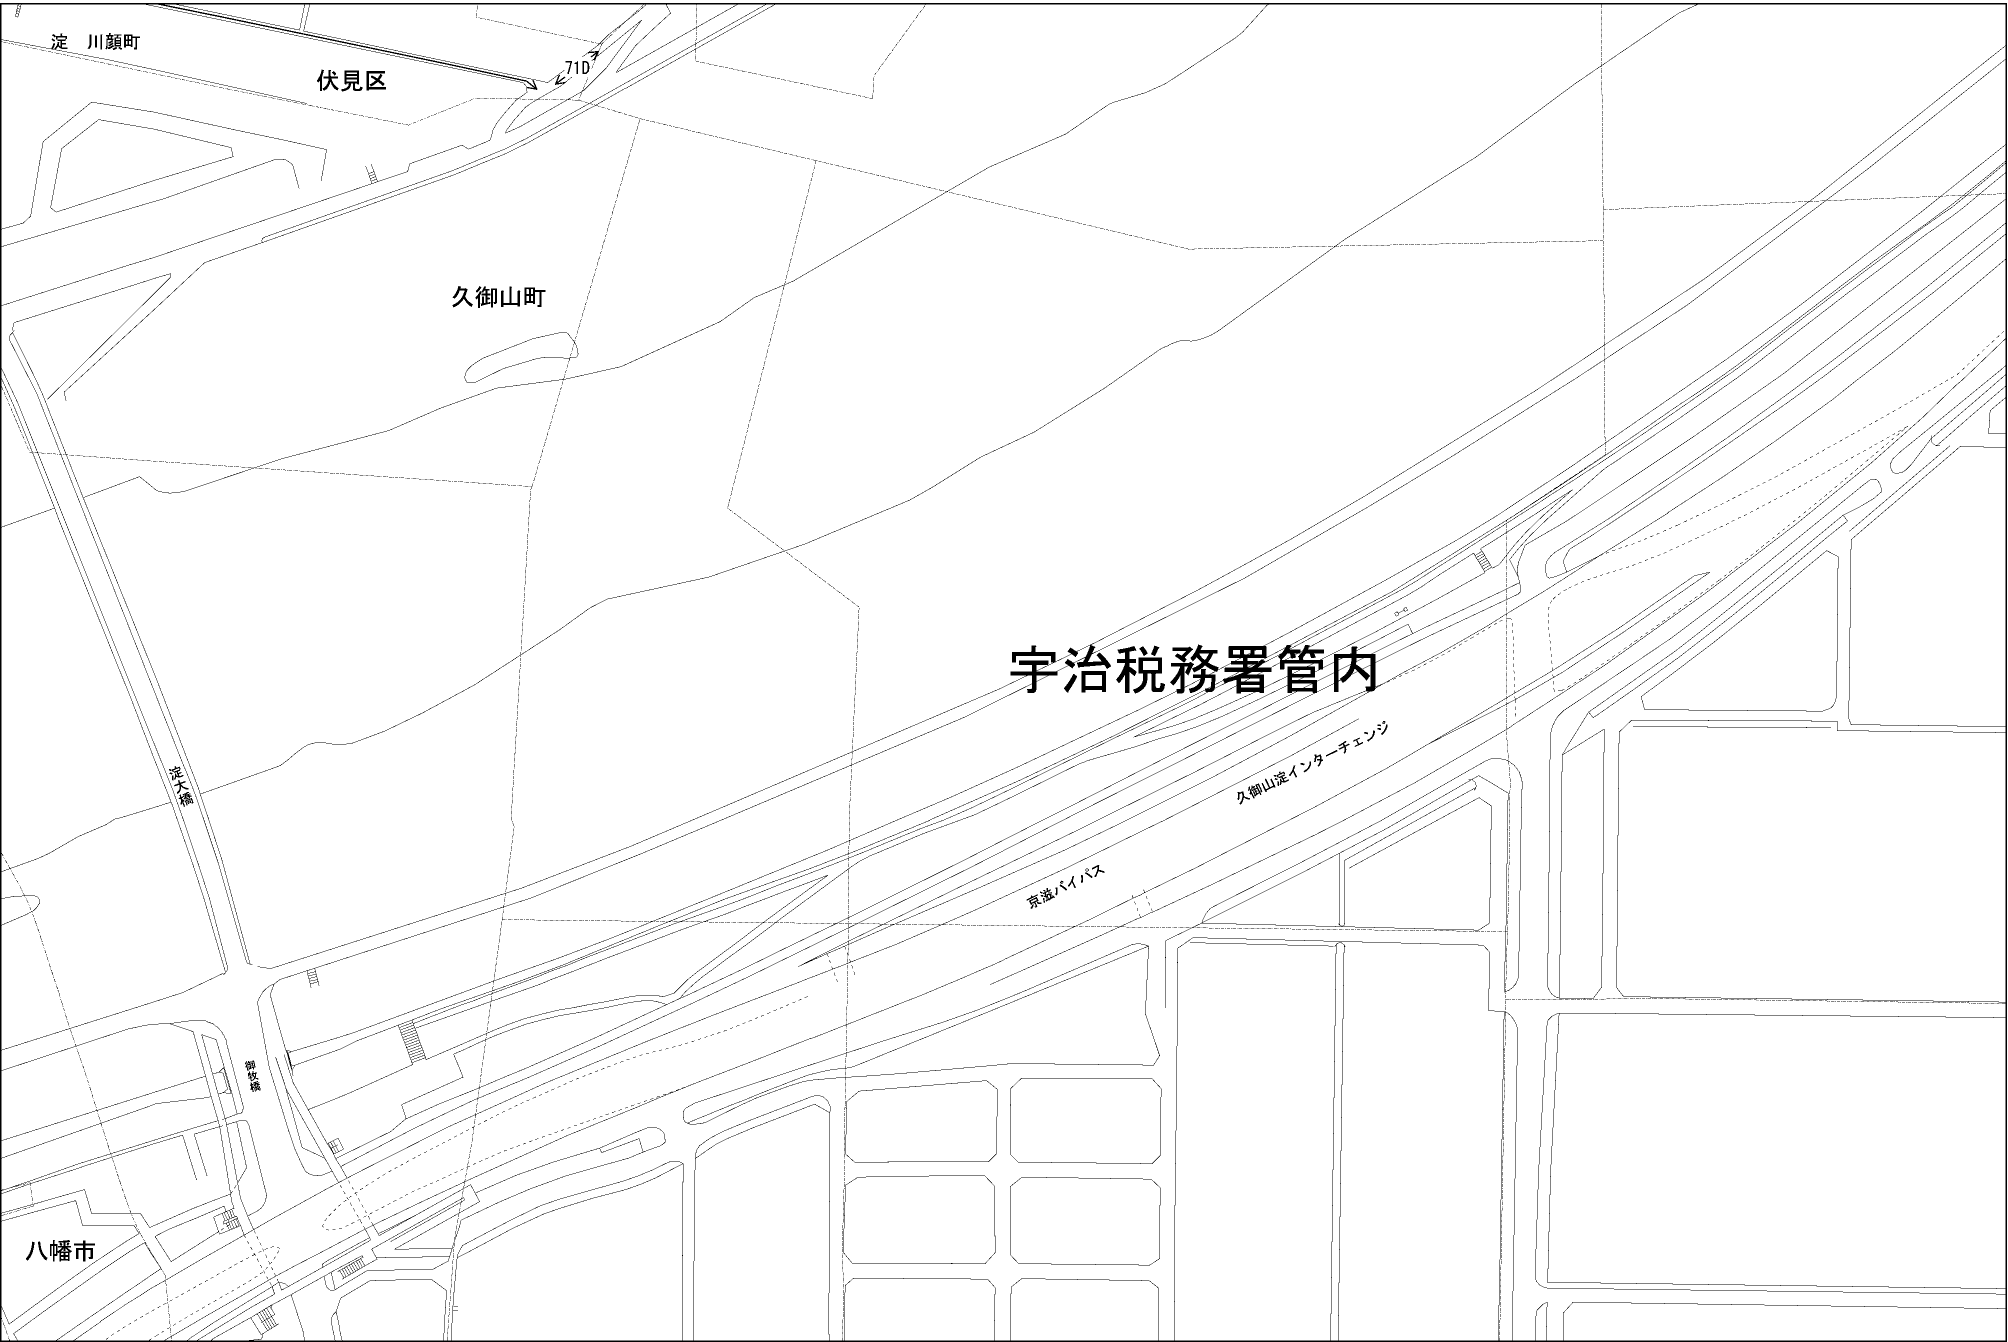 淀　川顔町
71D
伏見区
久御山町
宇治税務署管内
淀大橋
久御山淀インターチェンジ
京滋バイパス
御牧橋
八幡市